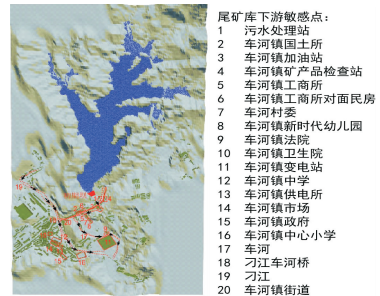 尾矿库下游敏感点：
1 污水处理站
2 车河镇国土所
3 车河镇加油站
4 车河镇矿产品检查站
5 车河镇工商所
6 车河镇工商所对面民房
7 车河村委
8 车河镇新时代幼儿园
9 车河镇法院
10 车河镇卫生院
11 车河镇变电站
12 车河镇中学
13 车河镇供电所
14 车河镇市场
15 车河镇政府
16 车河镇中心小学
17 车河
18 刁江车河桥
19 刁江
20 车河镇街道
19